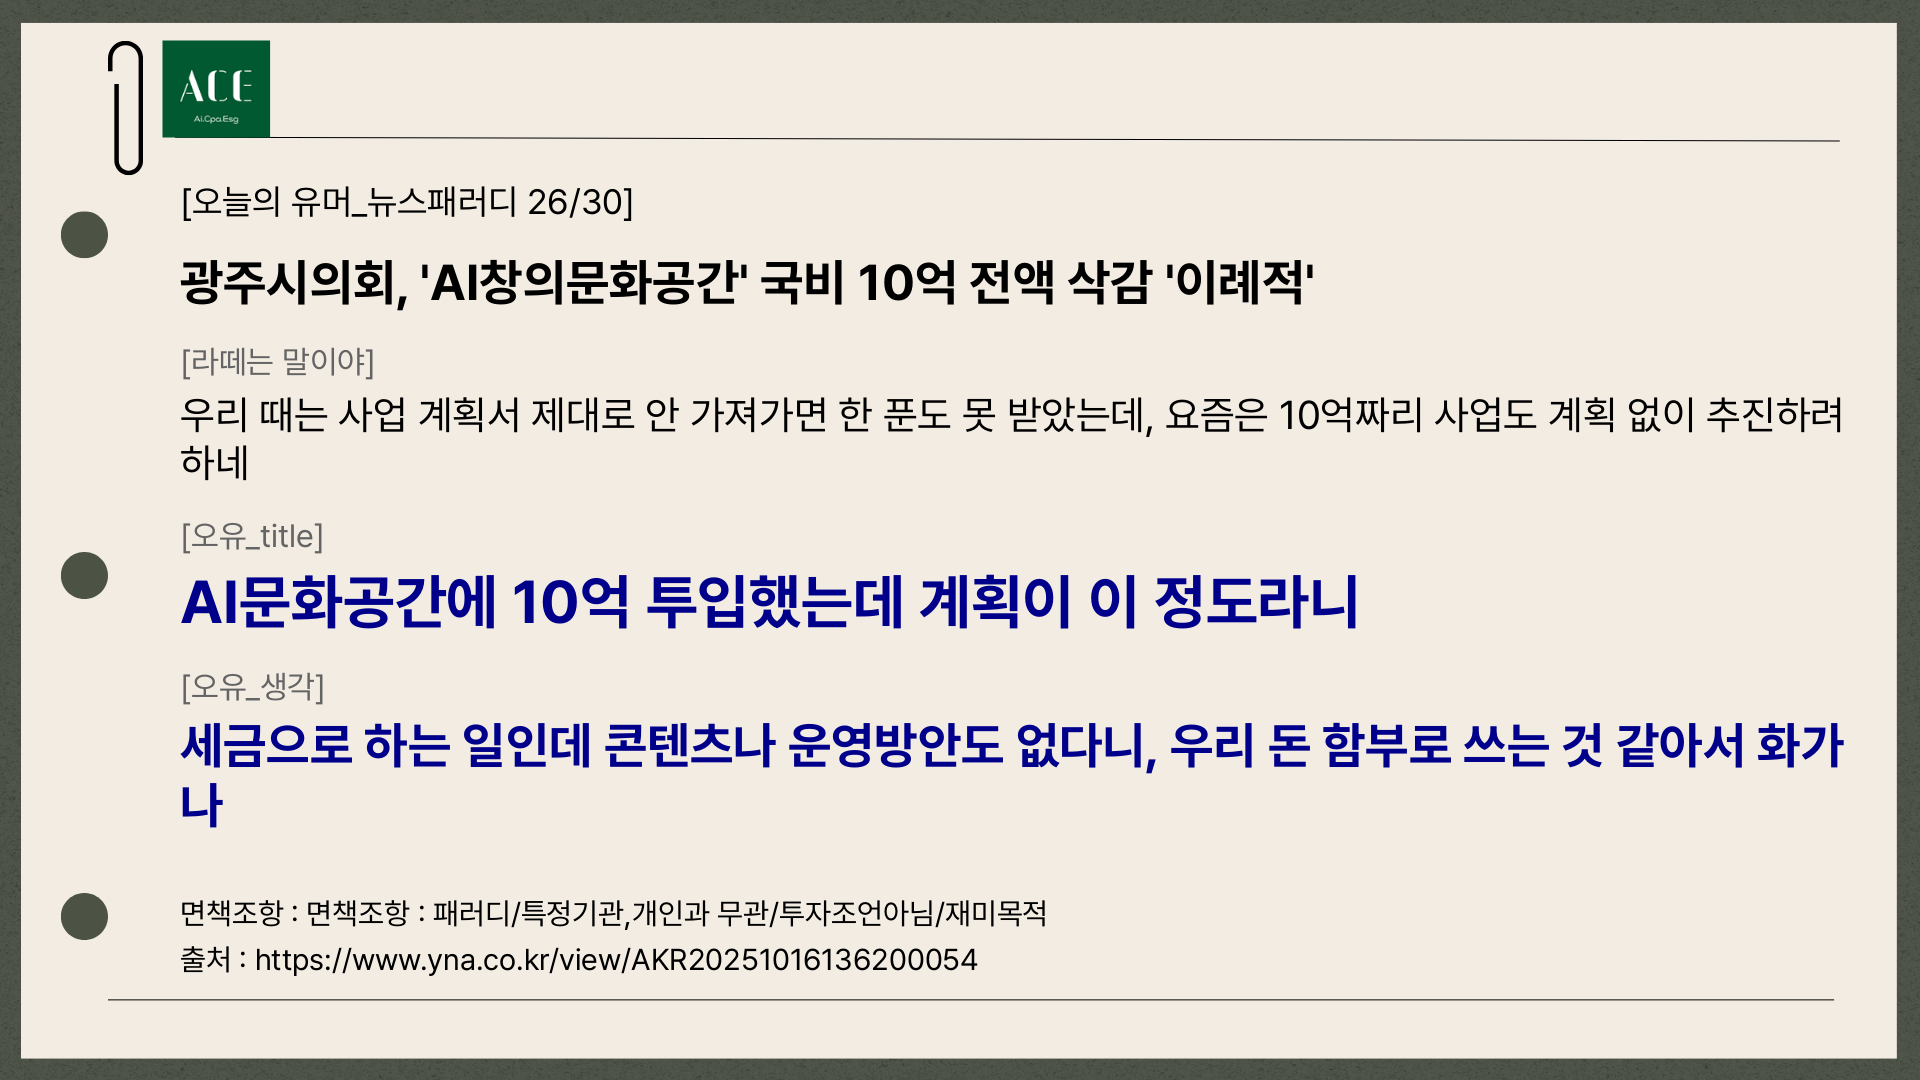 ACE
Ai.Cpa.Esg
[오늘의 유머_뉴스패러디 26/30]
광주시의회, 'AI창의문화공간' 국비 10억 전액 삭감 '이례적'
[라떼는 말이야]
우리 때는 사업 계획서 제대로 안 가져가면 한 푼도 못 받았는데, 요즘은 10억짜리 사업도 계획 없이 추진하려
하네
[오유_title]
AI문화공간에 10억 투입했는데 계획이 이 정도라니
[오유_생각]
세금으로 하는 일인데 콘텐츠나 운영방안도 없다니, 우리 돈 함부로 쓰는 것 같아서 화가
나
면책조항 : 면책조항 : 패러디/특정기관,개인과 무관/투자조언아님/재미목적
출처 : https://www.yna.co.kr/view/AKR20251016136200054